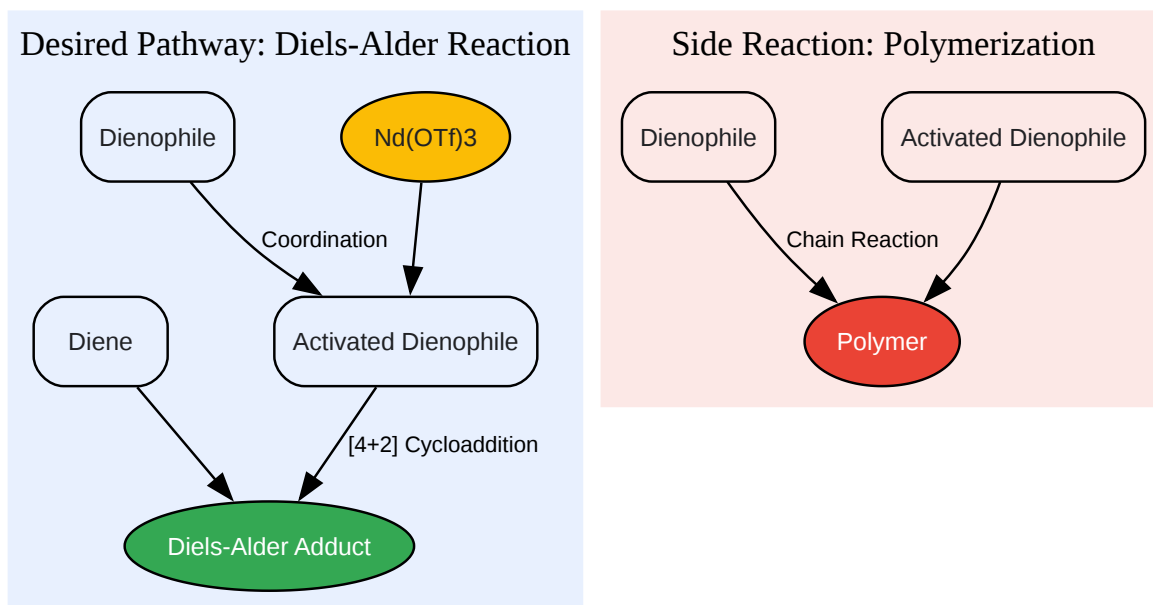 Desired Pathway: Diels-Alder Reaction
Dienophile
Nd(OTf)3
Coordination
Diene
Activated Dienophile
[4+2] Cycloaddition
Diels-Alder Adduct
Side Reaction: Polymerization
Dienophile
Activated Dienophile
Chain Reaction
Polymer